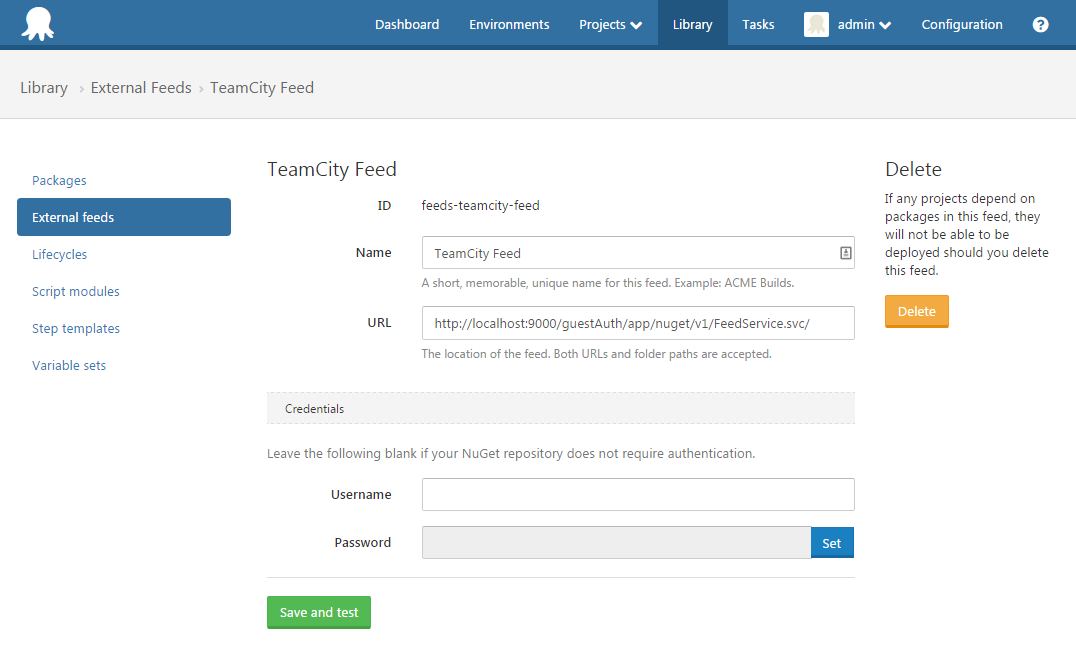 Dashboard Environments Projects Library Tasks admin Configuration ?
Library › External Feeds › TeamCity Feed
Packages
External feeds
Lifecycles
Script modules
Step templates
Variable sets
TeamCity Feed
ID feeds-teamcity-feed
Name TeamCity Feed
A short, memorable, unique name for this feed. Example: ACME Builds.
URL http://localhost:9000/guestAuth/app/nuget/v1/FeedService.svc/
The location of the feed. Both URLs and folder paths are accepted.
Credentials
Leave the following blank if your NuGet repository does not require authentication.
Username
Password Set
Save and test
Delete
If any projects depend on
packages in this feed, they
will not be able to be
deployed should you delete
this feed.
Delete